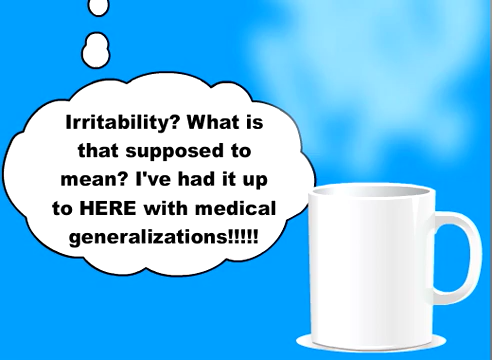 Irritability? What is
that supposed to
mean? I've had it up
to HERE with medical
generalizations!!!!!